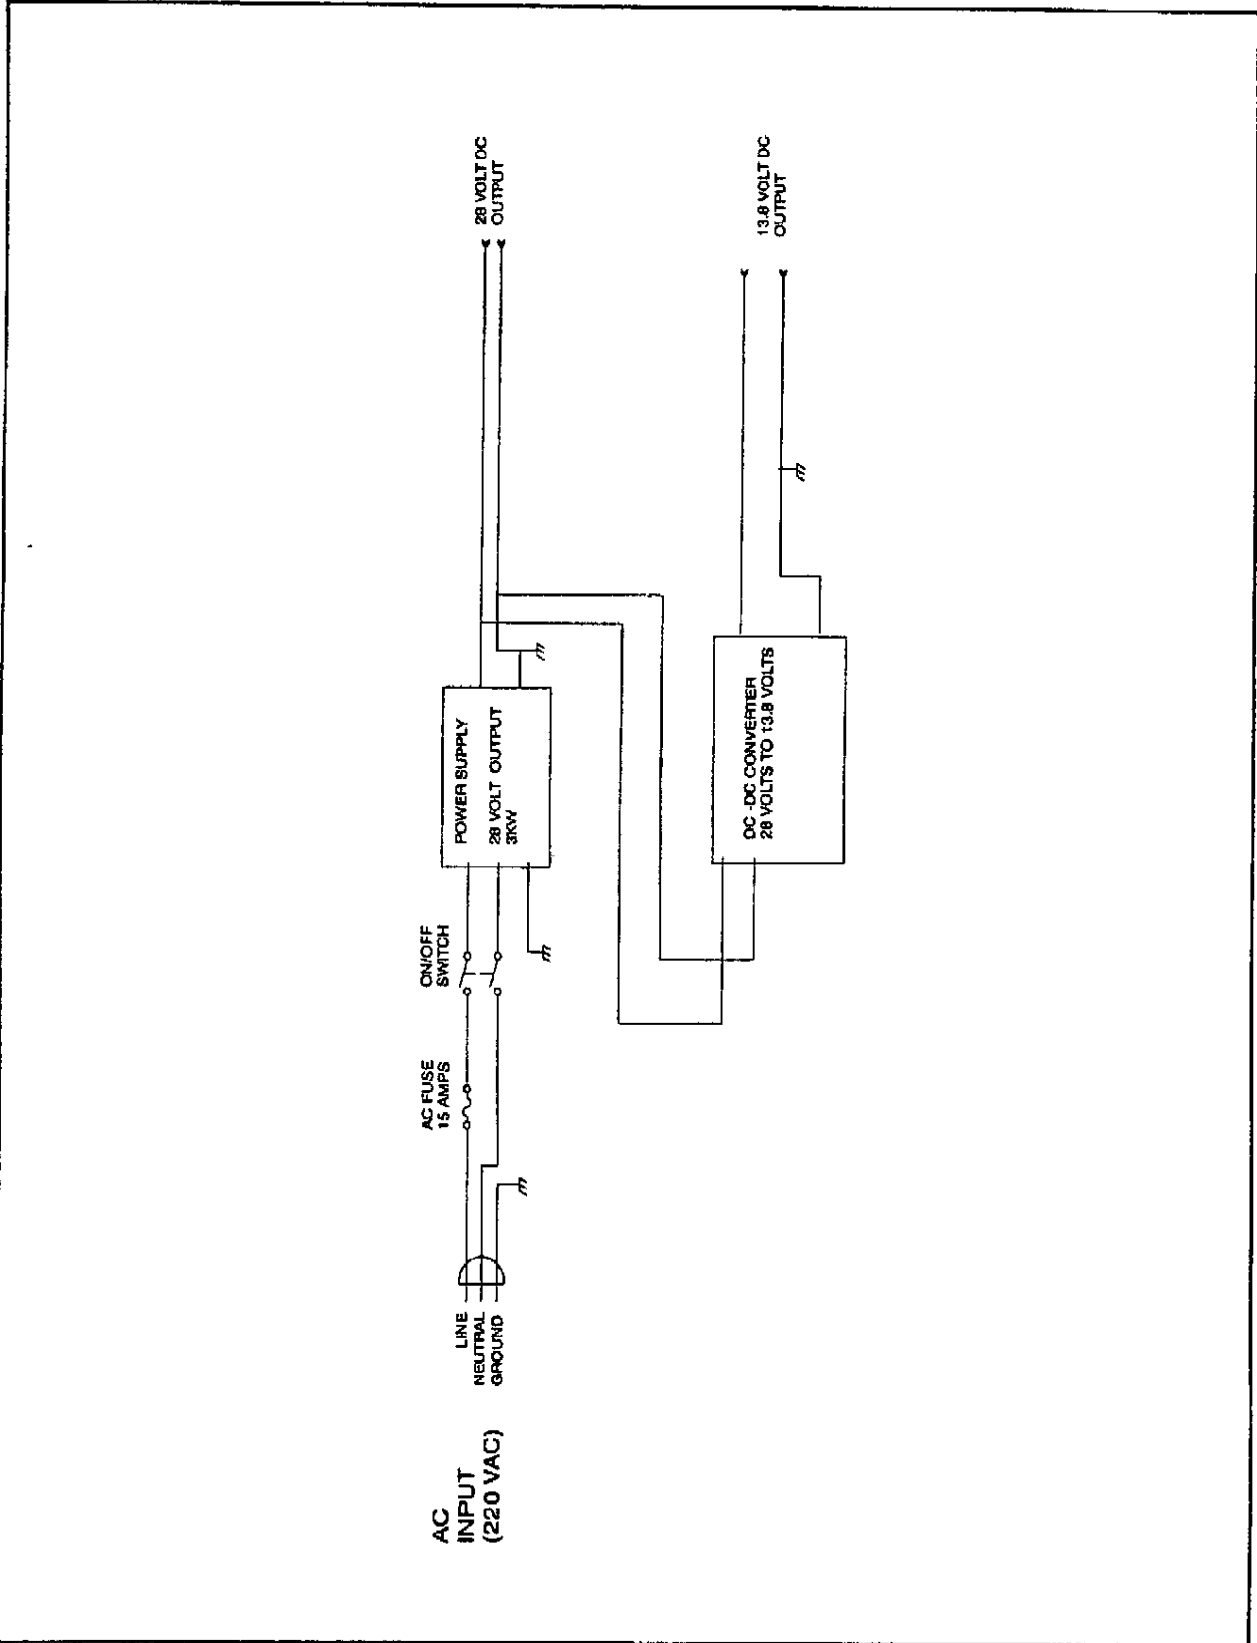 AC
INPUT
(220 VAC)
LINE
NEUTRAL
GROUND
AC FUSE
15 AMPS
ON/OFF
SWITCH
POWER SUPPLY
28 VOLT OUTPUT
3KW
28 VOLT DC
OUTPUT
DC -DC CONVERTER
28 VOLTS TO 13.8 VOLTS
13.8 VOLT DC
OUTPUT